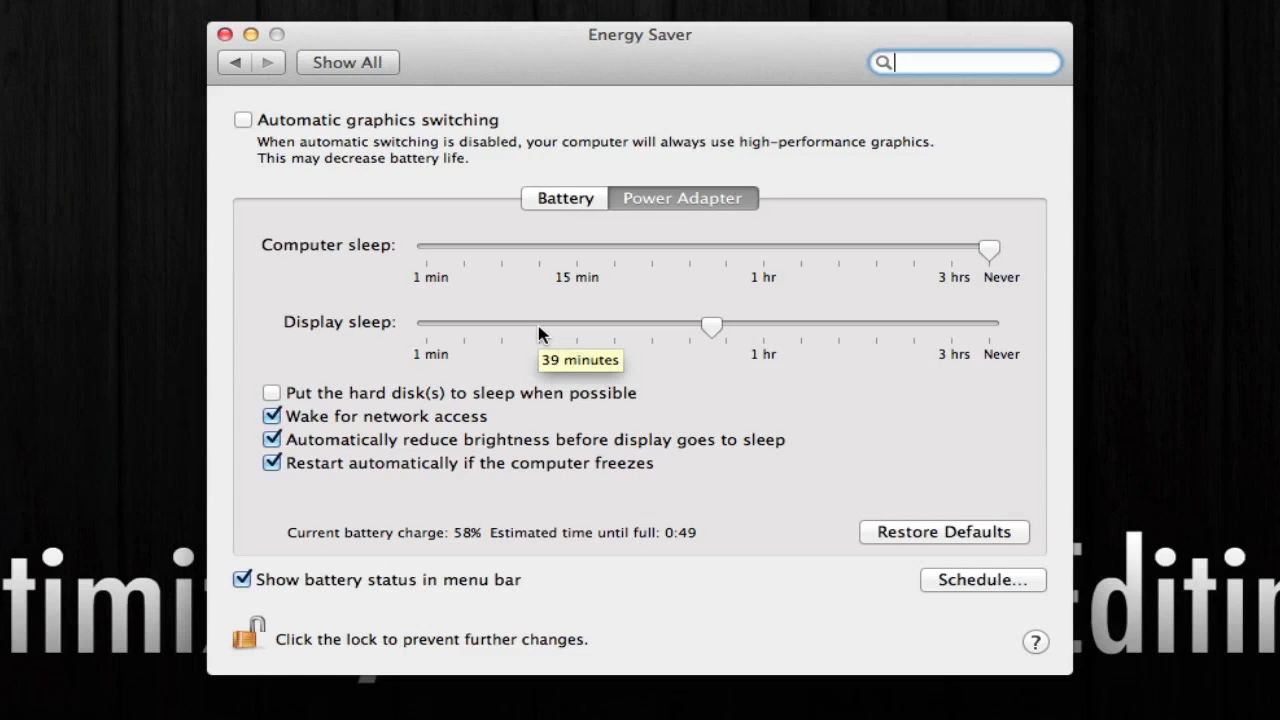 Energy Saver
Show All
Automatic graphics switching
When automatic switching is disabled, your computer will always use high-performance graphics.
This may decrease battery life.
Battery Power Adapter
Computer sleep:
1 min 15 min 1 hr 3 hrs Never
Display sleep:
39 minutes
1 min 1 hr 3 hrs Never
Put the hard disk(s) to sleep when possible
Wake for network access
Automatically reduce brightness before display goes to sleep
Restart automatically if the computer freezes
Current battery charge: 58% Estimated time until full: 0:49
Restore Defaults
Show battery status in menu bar
Schedule...
timi Editin
Click the lock to prevent further changes.
?